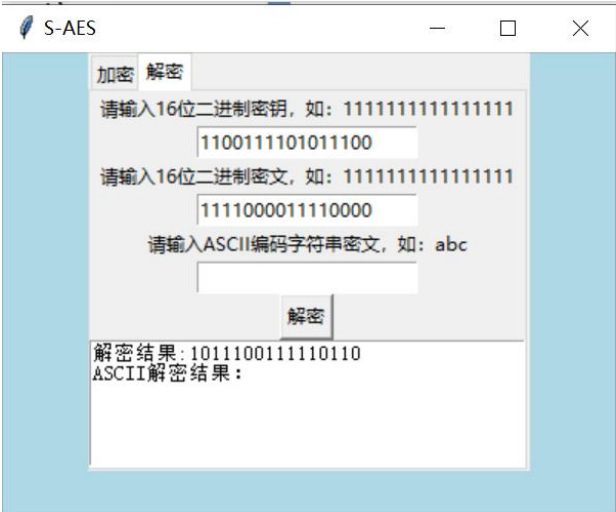 S-AES
加密 解密
请输入16位二进制密钥，如：1111111111111111
1100111101011100
请输入16位二进制密文，如：1111111111111111
1111000011110000
请输入ASCII编码字符串密文，如：abc
解密
解密结果:1011100111110110
ASCII解密结果：